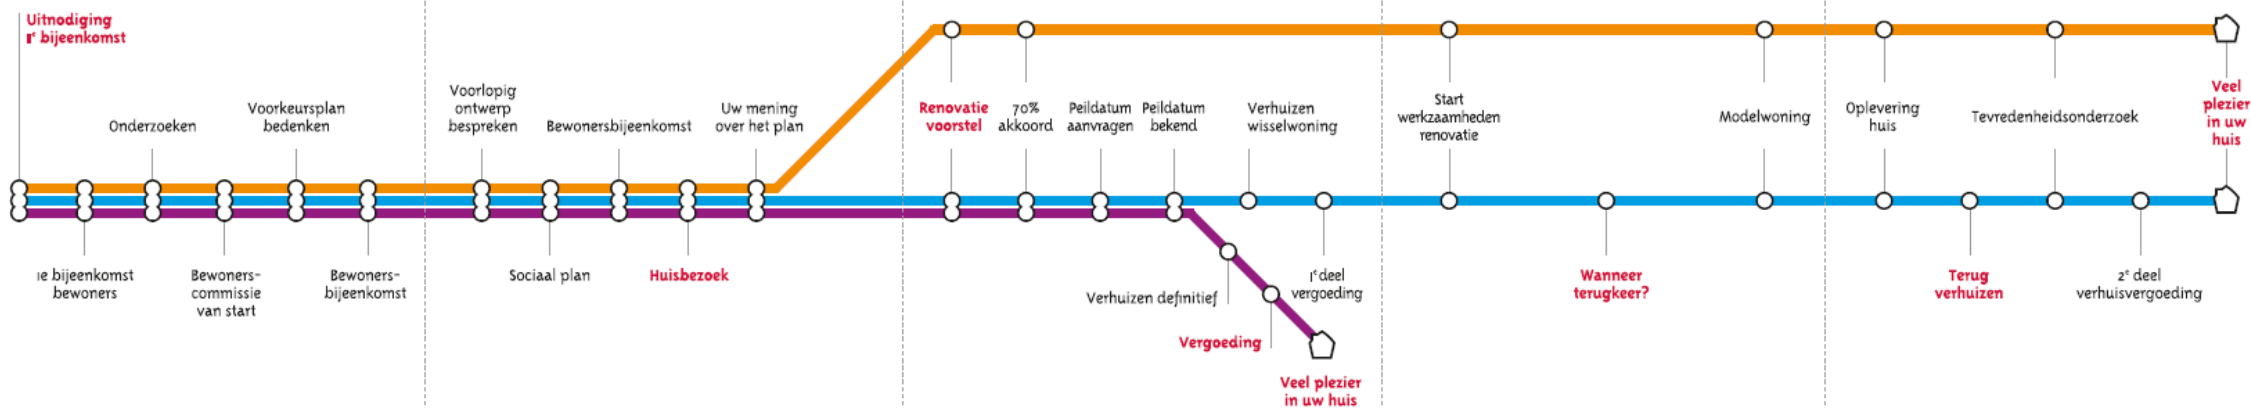 Uitnodiging
1e bijeenkomst
Onderzoeken
Voorkeursplan
bedenken
Voorlopig
ontwerp
bespreken
Bewonersbijeenkomst
Uw mening
over het plan
Renovatie
voorstel
70%
akkoord
Peildatum
aanvragen
Peildatum
bekend
Verhuizen
wisselwoning
Start
werkzaamheden
renovatie
Modelwoning
Oplevering
huis
Tevredenheidsonderzoek
Veel
plezier
in uw
huis
1e bijeenkomst
bewoners
Bewoners-
commissie
van start
Bewoners-
bijeenkomst
Sociaal plan
Huisbezoek
Verhuizen definitief
Vergoeding
Veel plezier
in uw huis
1e deel
vergoeding
Wanneer
terugkeer?
Terug
verhuizen
2e deel
verhuisvergoeding